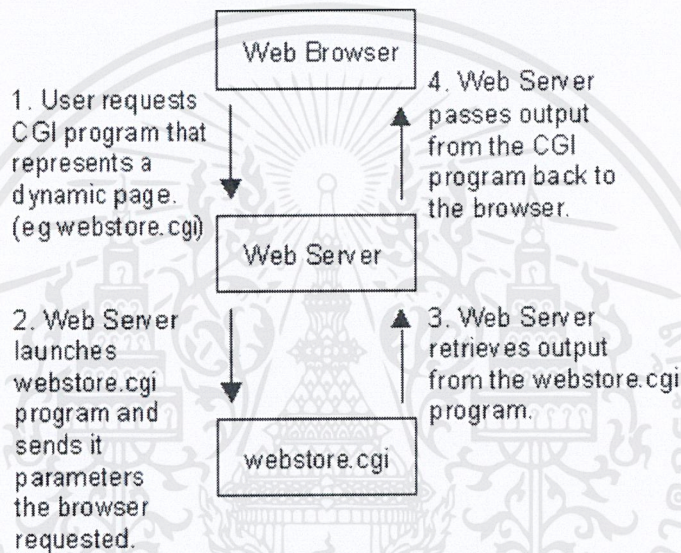 Web Browser
1. User requests
CGI program that
represents a
dynamic page.
(eg webstore.cgi)
4. Web Server
passes output
from the CGI
program back to
the browser.
Web Server
2. Web Server
launches
webstore.cgi
program and
sends it
parameters
the browser
requested.
3. Web Server
retrieves output
from the webstore.cgi
program.
webstore.cgi